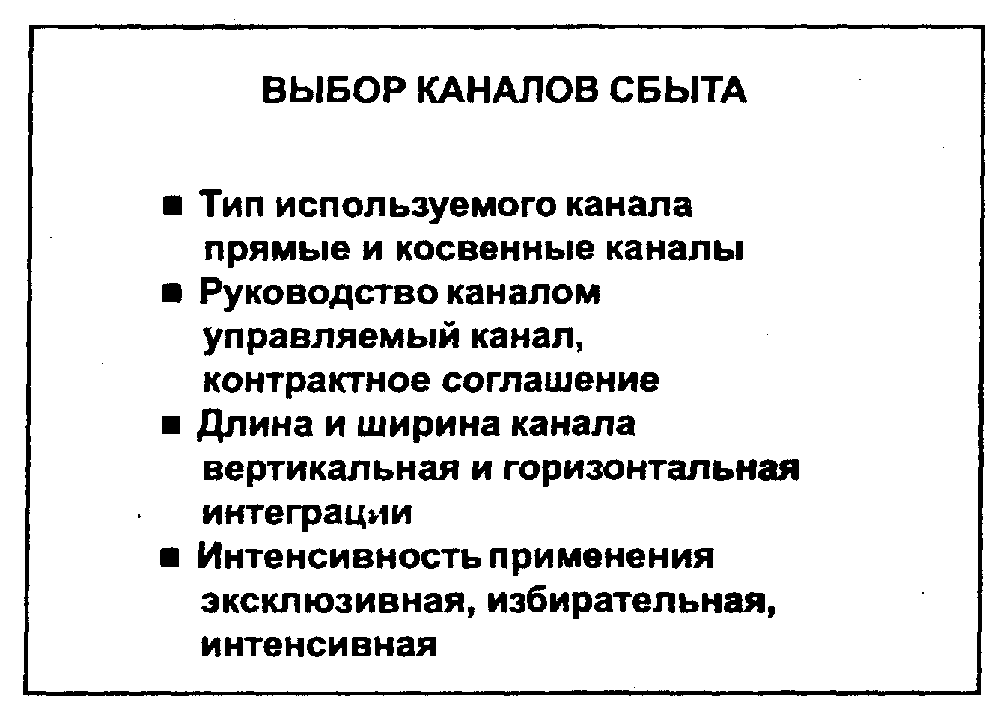 ВЫБОР КАНАЛОВ СБЫТА
■ Тип используемого канала
прямые и косвенные каналы
■ Руководство каналом
управляемый канал,
контрактное соглашение
■ Длина и ширина канала
вертикальная и горизонтальная
интеграции
■ Интенсивность применения
эксклюзивная, избирательная,
интенсивная